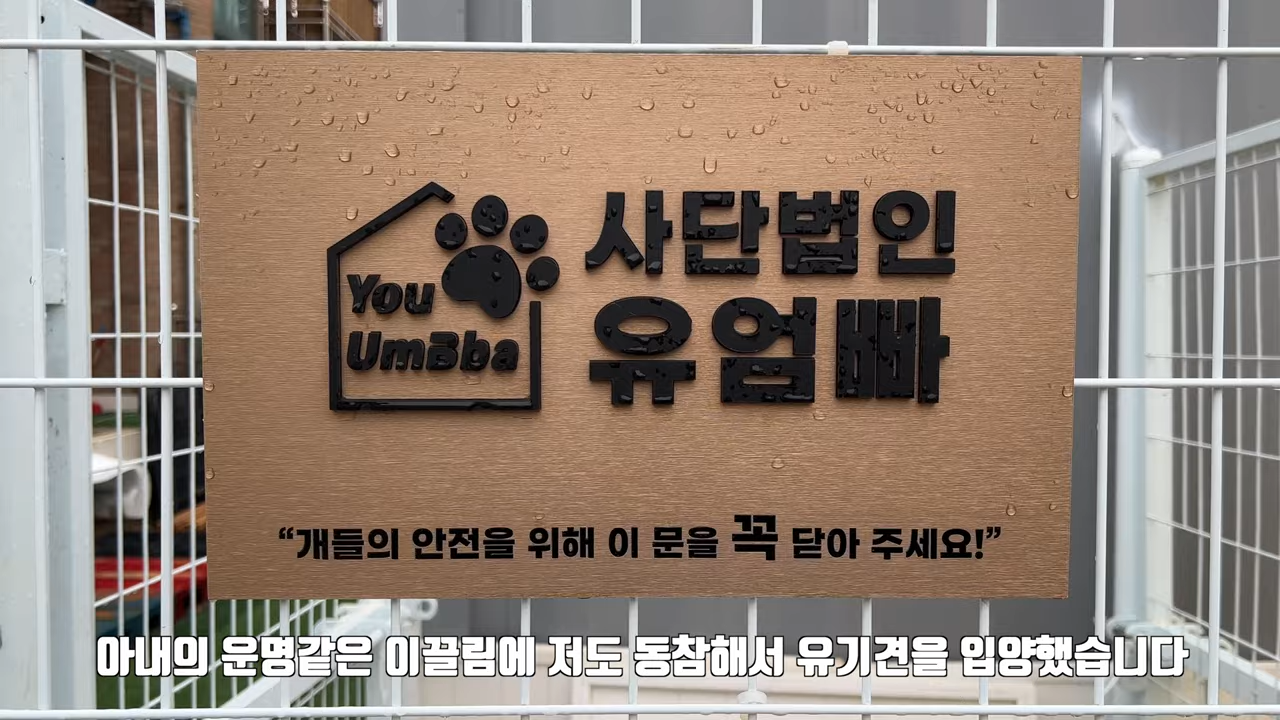 You
UmBba
사단법인
유엄빠
“개들의 안전을 위해 이 문을 꼭 닫아 주세요!”
아내의 운명같은 이끌림에 저도 동참해서 유기견을 입양했습니다